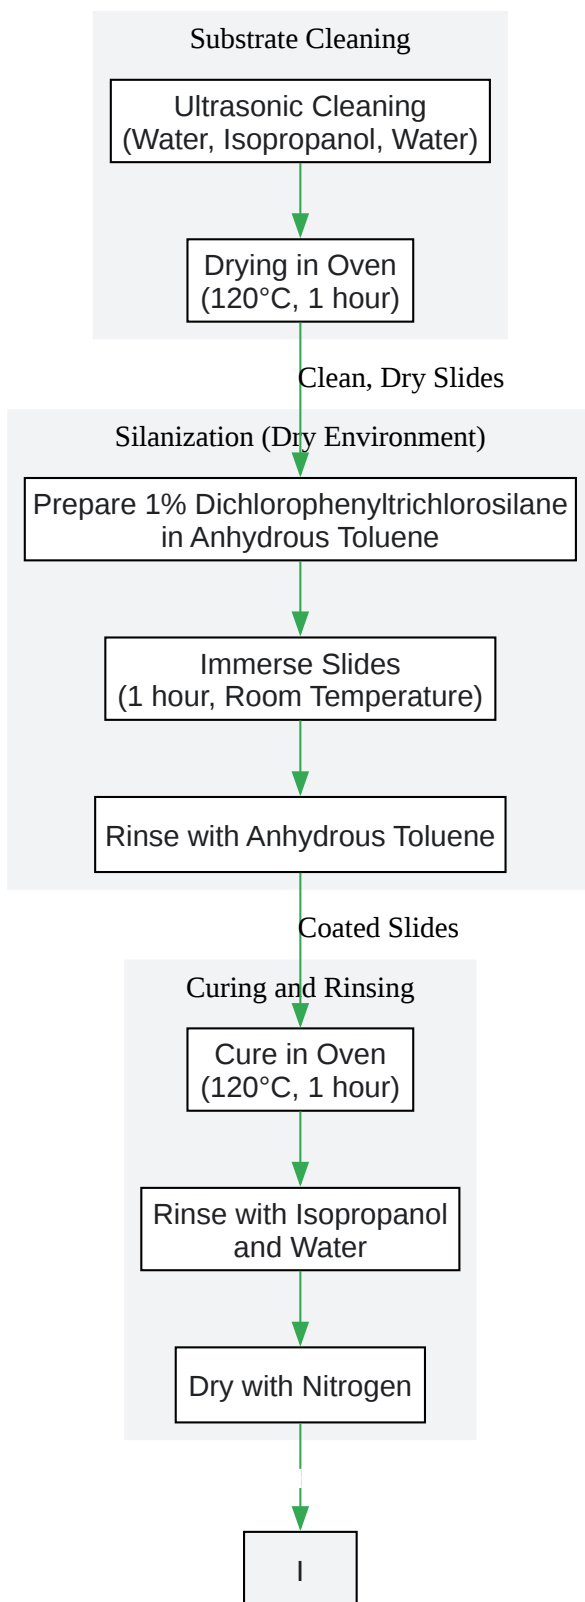 Substrate Cleaning
Ultrasonic Cleaning
(Water, Isopropanol, Water)
Drying in Oven
(120°C, 1 hour)
Clean, Dry Slides
Silanization (Dry Environment)
Prepare 1% Dichlorophenyltrichlorosilane
in Anhydrous Toluene
Immerse Slides
(1 hour, Room Temperature)
Rinse with Anhydrous Toluene
Coated Slides
Curing and Rinsing
Cure in Oven
(120°C, 1 hour)
Rinse with Isopropanol
and Water
Dry with Nitrogen
I